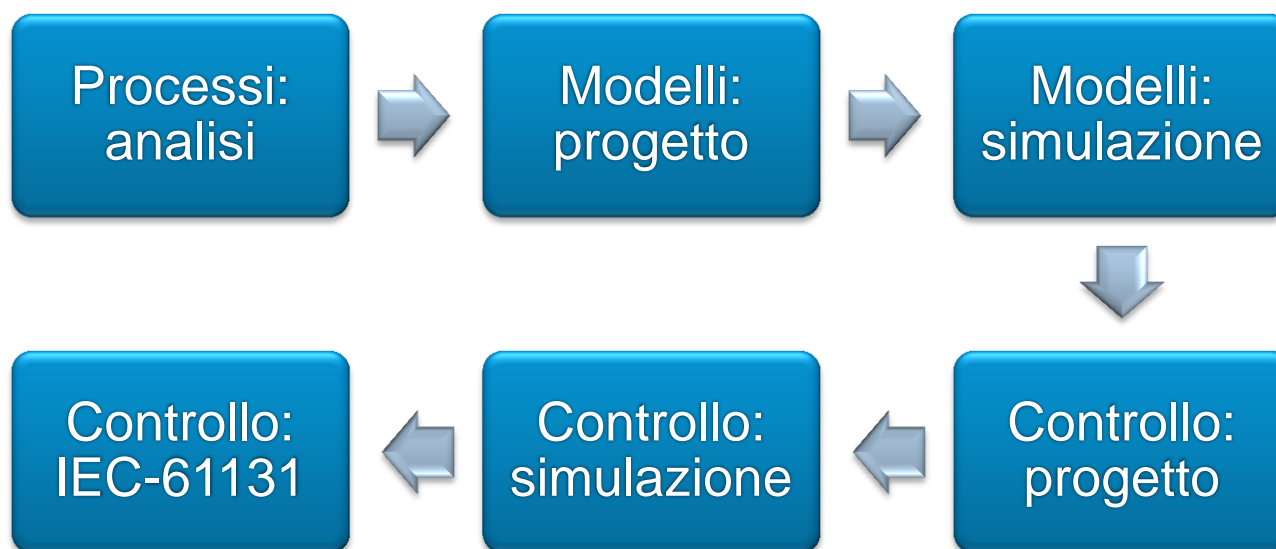 Processi:
analisi
Modelli:
progetto
Modelli:
simulazione
Controllo:
progetto
Controllo:
simulazione
Controllo:
IEC-61131